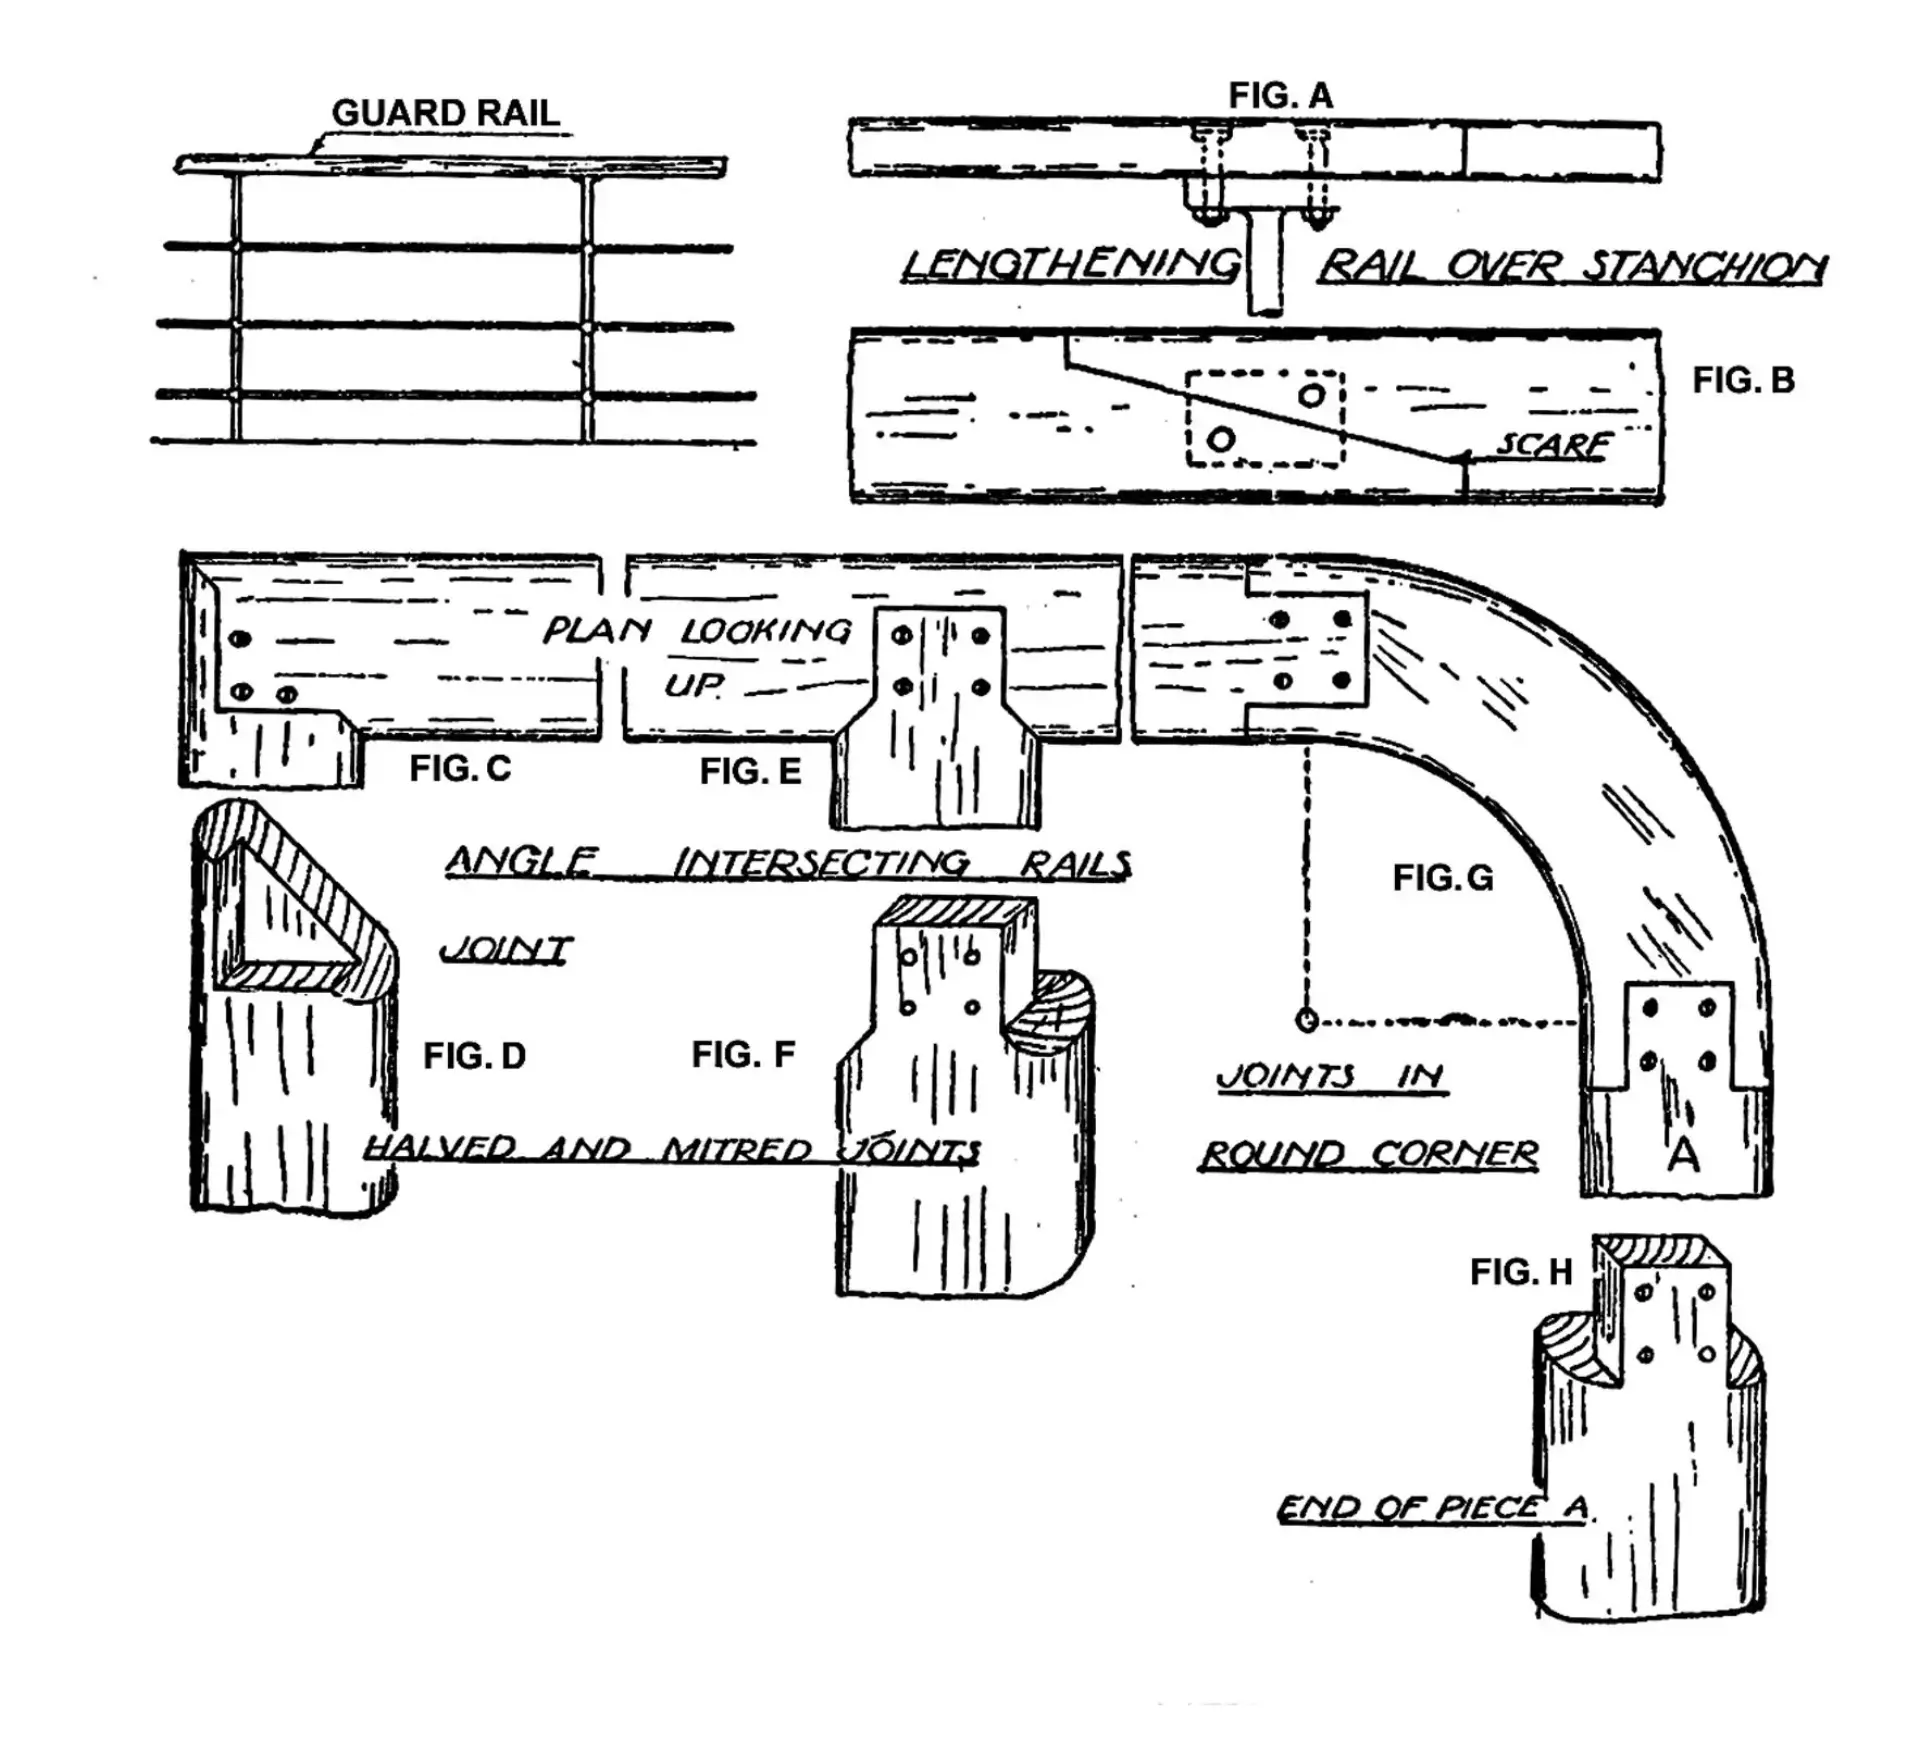 GUARD RAIL
FIG. A
LENGTHENING RAIL OVER STANCHION
FIG. B
SCARF
PLAN LOOKING
UP.
FIG. C
FIG. E
ANGLE INTERSECTING RAILS
JOINT
FIG. G
FIG. D
FIG. F
JOINTS IN
HALVED AND MITRED JOINTS
ROUND CORNER
A
FIG. H
END OF PIECE A.